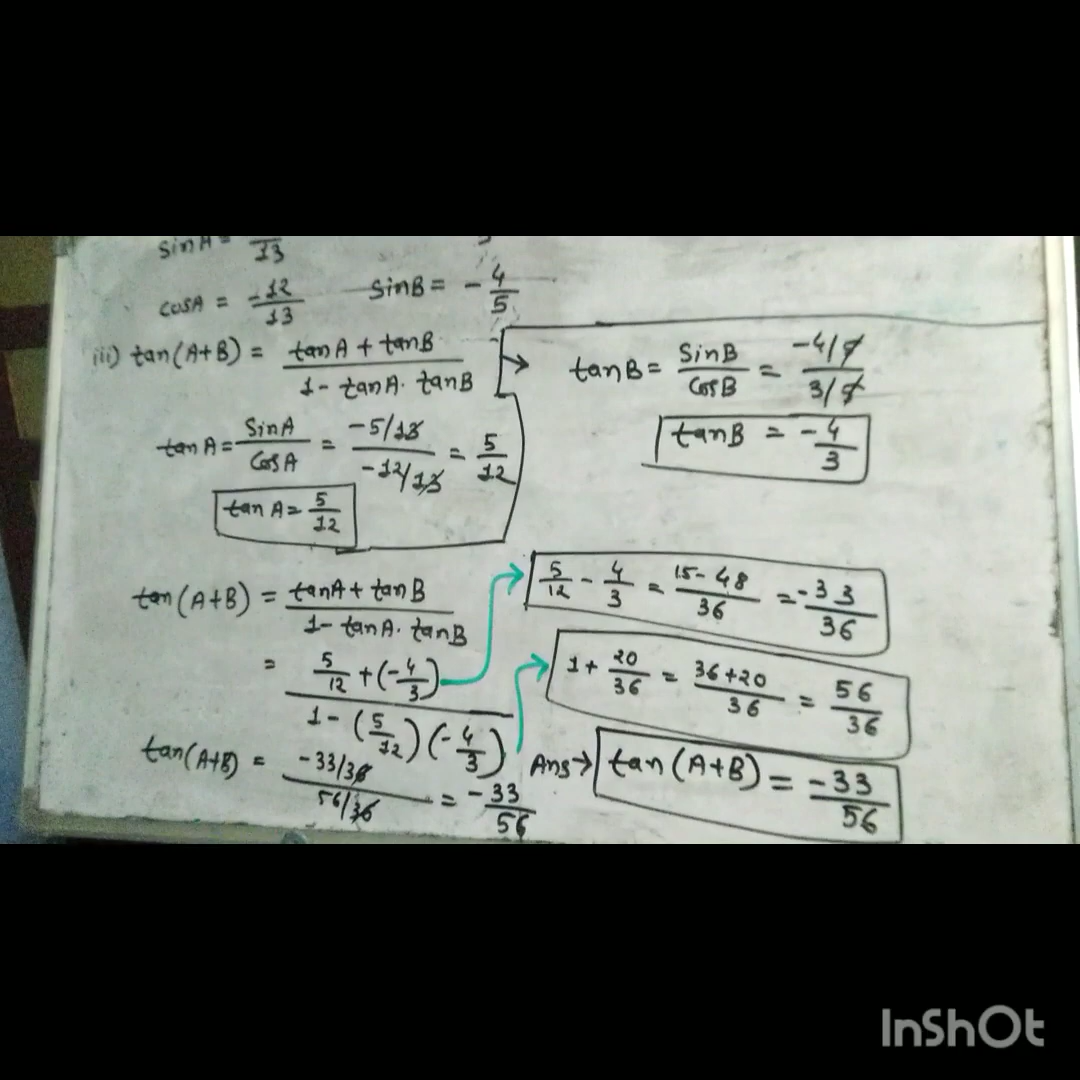 sinA = /13
cosA = -12/13 sinB = -4/5
iii) tan(A+B) = (tanA + tanB)/(1 - tanA. tanB)
tanA = SinA/CosA = (-5/13)/(-12/13) = 5/12
tan A = 5/12
tanB = SinB/CosB = (-4/5)/(3/5)
tanB = -4/3
tan(A+B) = (tanA + tanB)/(1 - tanA. tanB)
= (5/12 + (-4/3))/(1 - (5/12)(-4/3))
5/12 - 4/3 = (15-48)/36 = -33/36
1 + 20/36 = (36+20)/36 = 56/36
tan(A+B) = (-33/36)/(56/36) = -33/56
Ans→ tan(A+B) = -33/56
InShOt